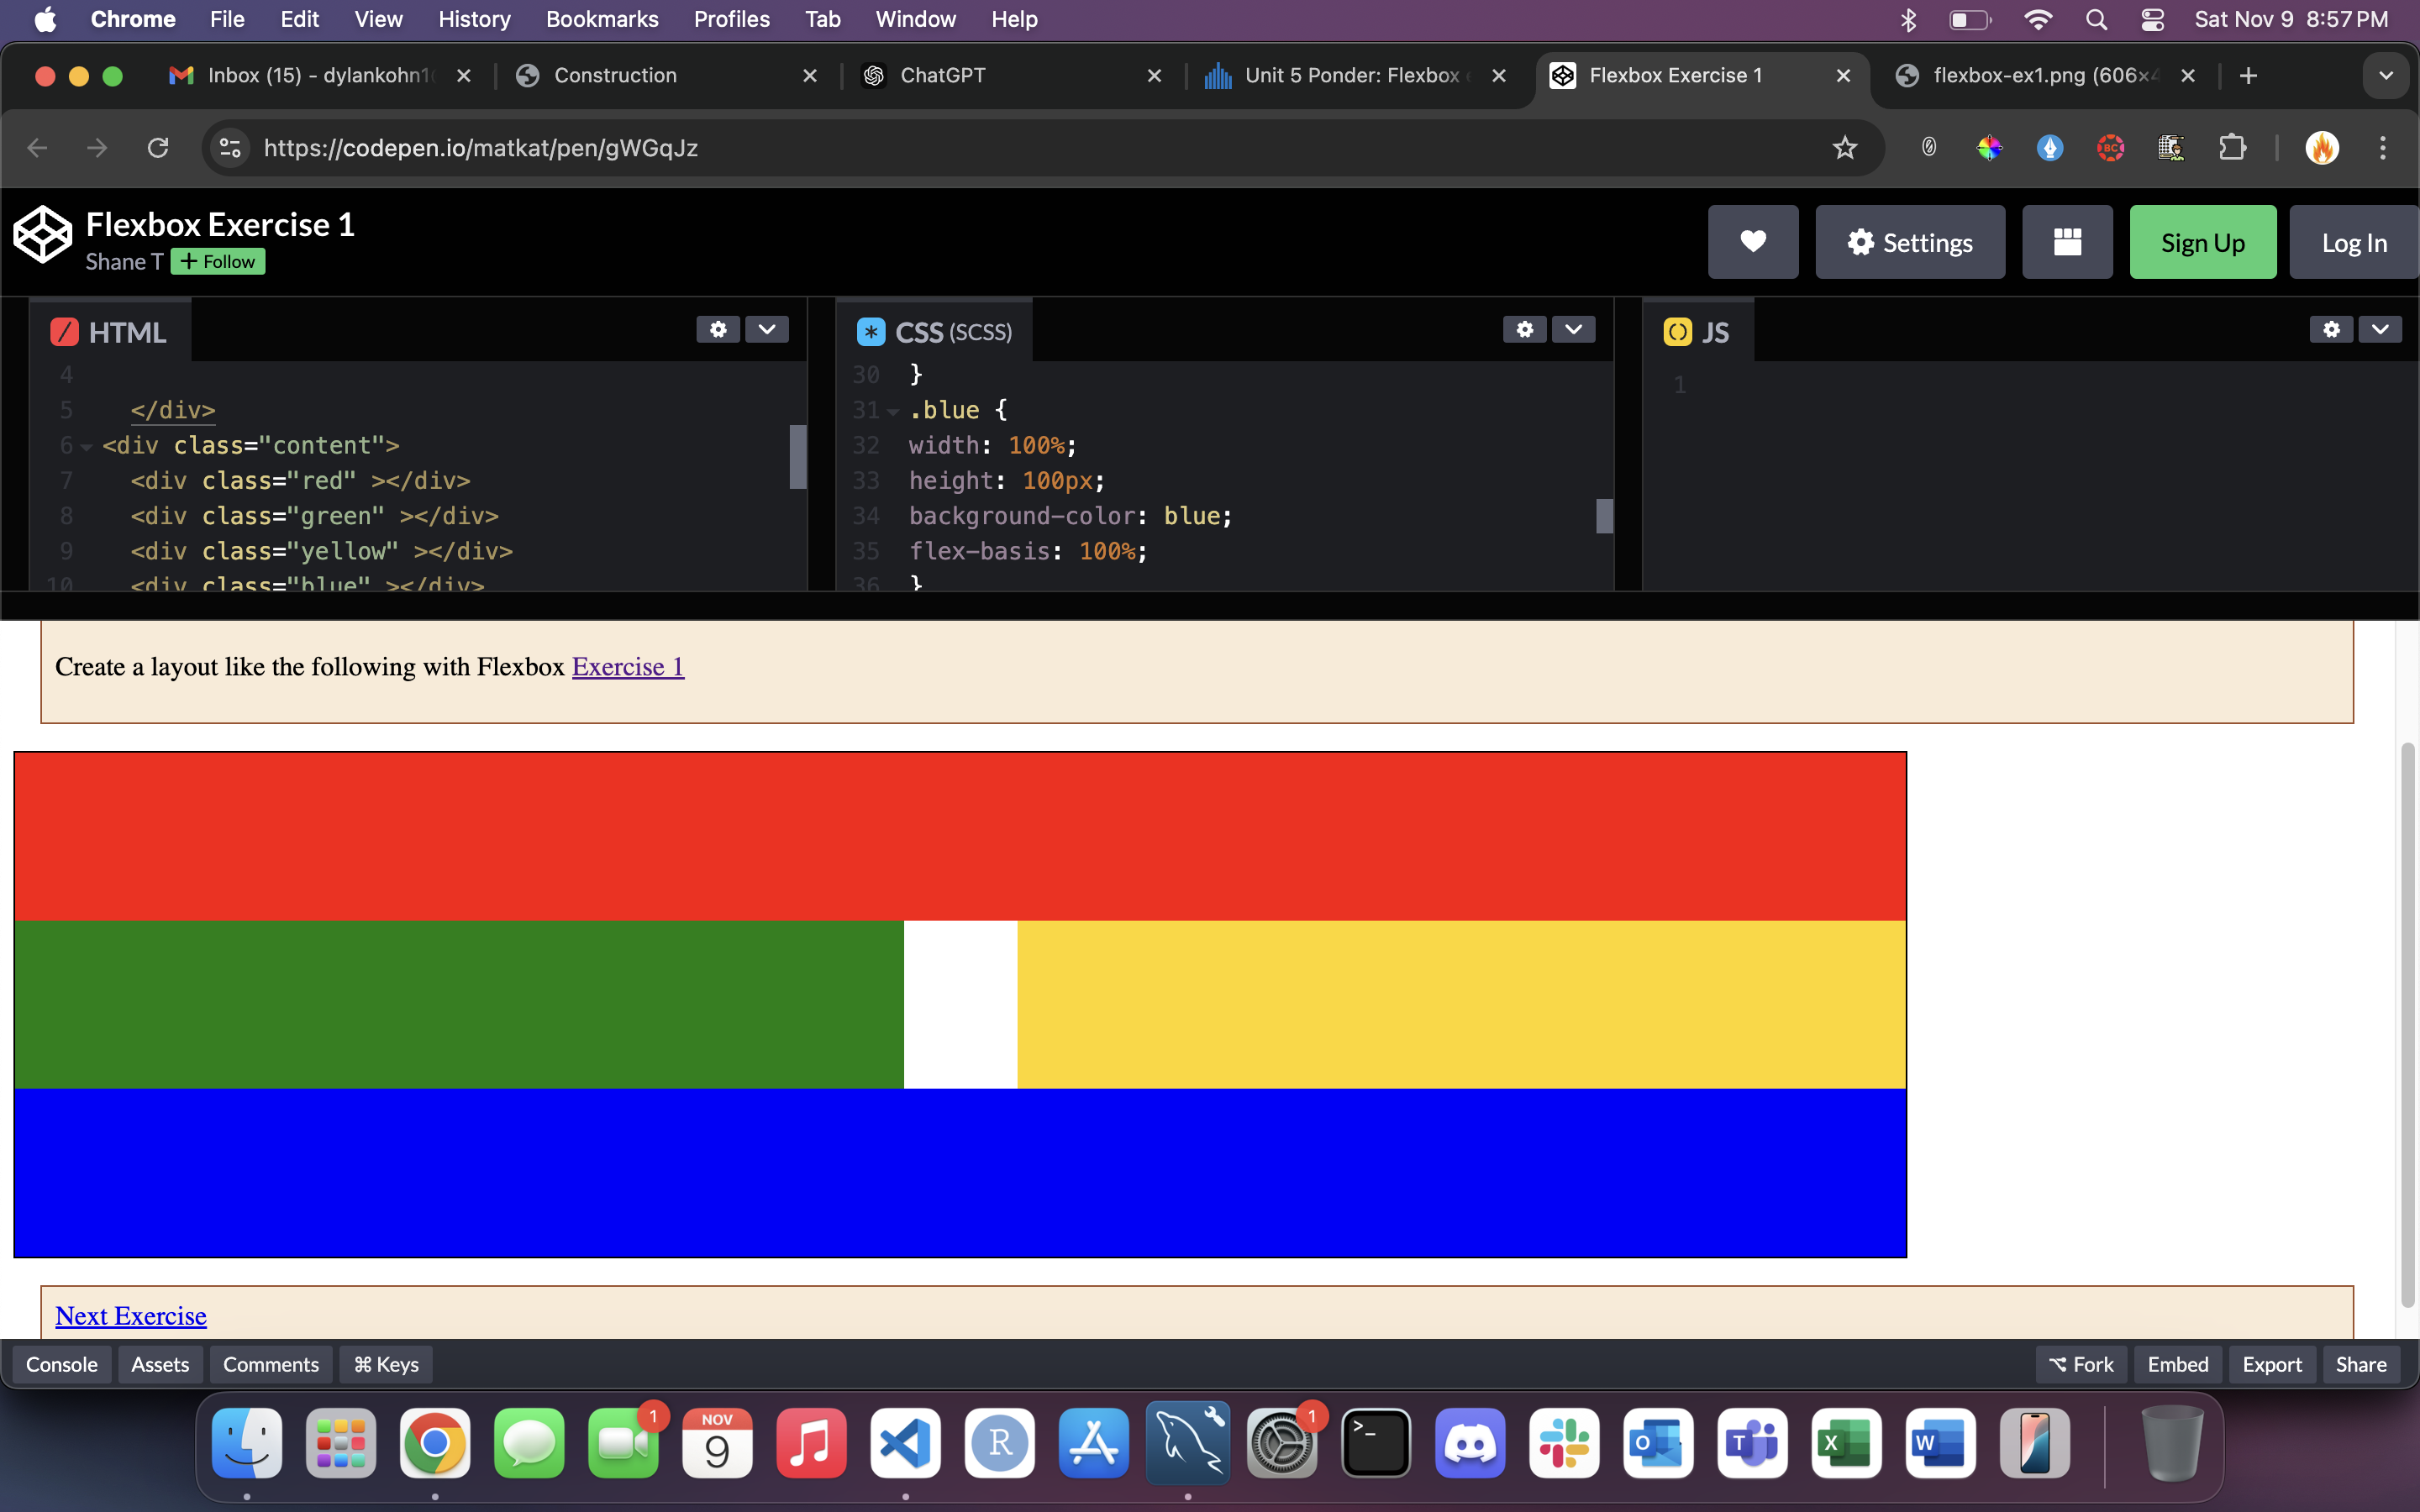 Chrome File Edit View History Bookmarks Profiles Tab Window Help Sat Nov 9 8:57 PM
Inbox (15) - dylankohn1 Construction ChatGPT Unit 5 Ponder: Flexbox Flexbox Exercise 1 flexbox-ex1.png (606×
https://codepen.io/matkat/pen/gWGqJz
BC
Flexbox Exercise 1
Shane T + Follow
Settings Sign Up Log In
HTML
4
5 </div>
6 <div class="content">
7 <div class="red" ></div>
8 <div class="green" ></div>
9 <div class="yellow" ></div>
10 <div class="blue" ></div>
CSS (SCSS)
30 }
31 .blue {
32 width: 100%;
33 height: 100px;
34 background-color: blue;
35 flex-basis: 100%;
36 }
JS
1
Create a layout like the following with Flexbox Exercise 1
Next Exercise
Console Assets Comments ⌘ Keys Fork Embed Export Share
1
NOV
9
R
1
>_
O
T
X
W